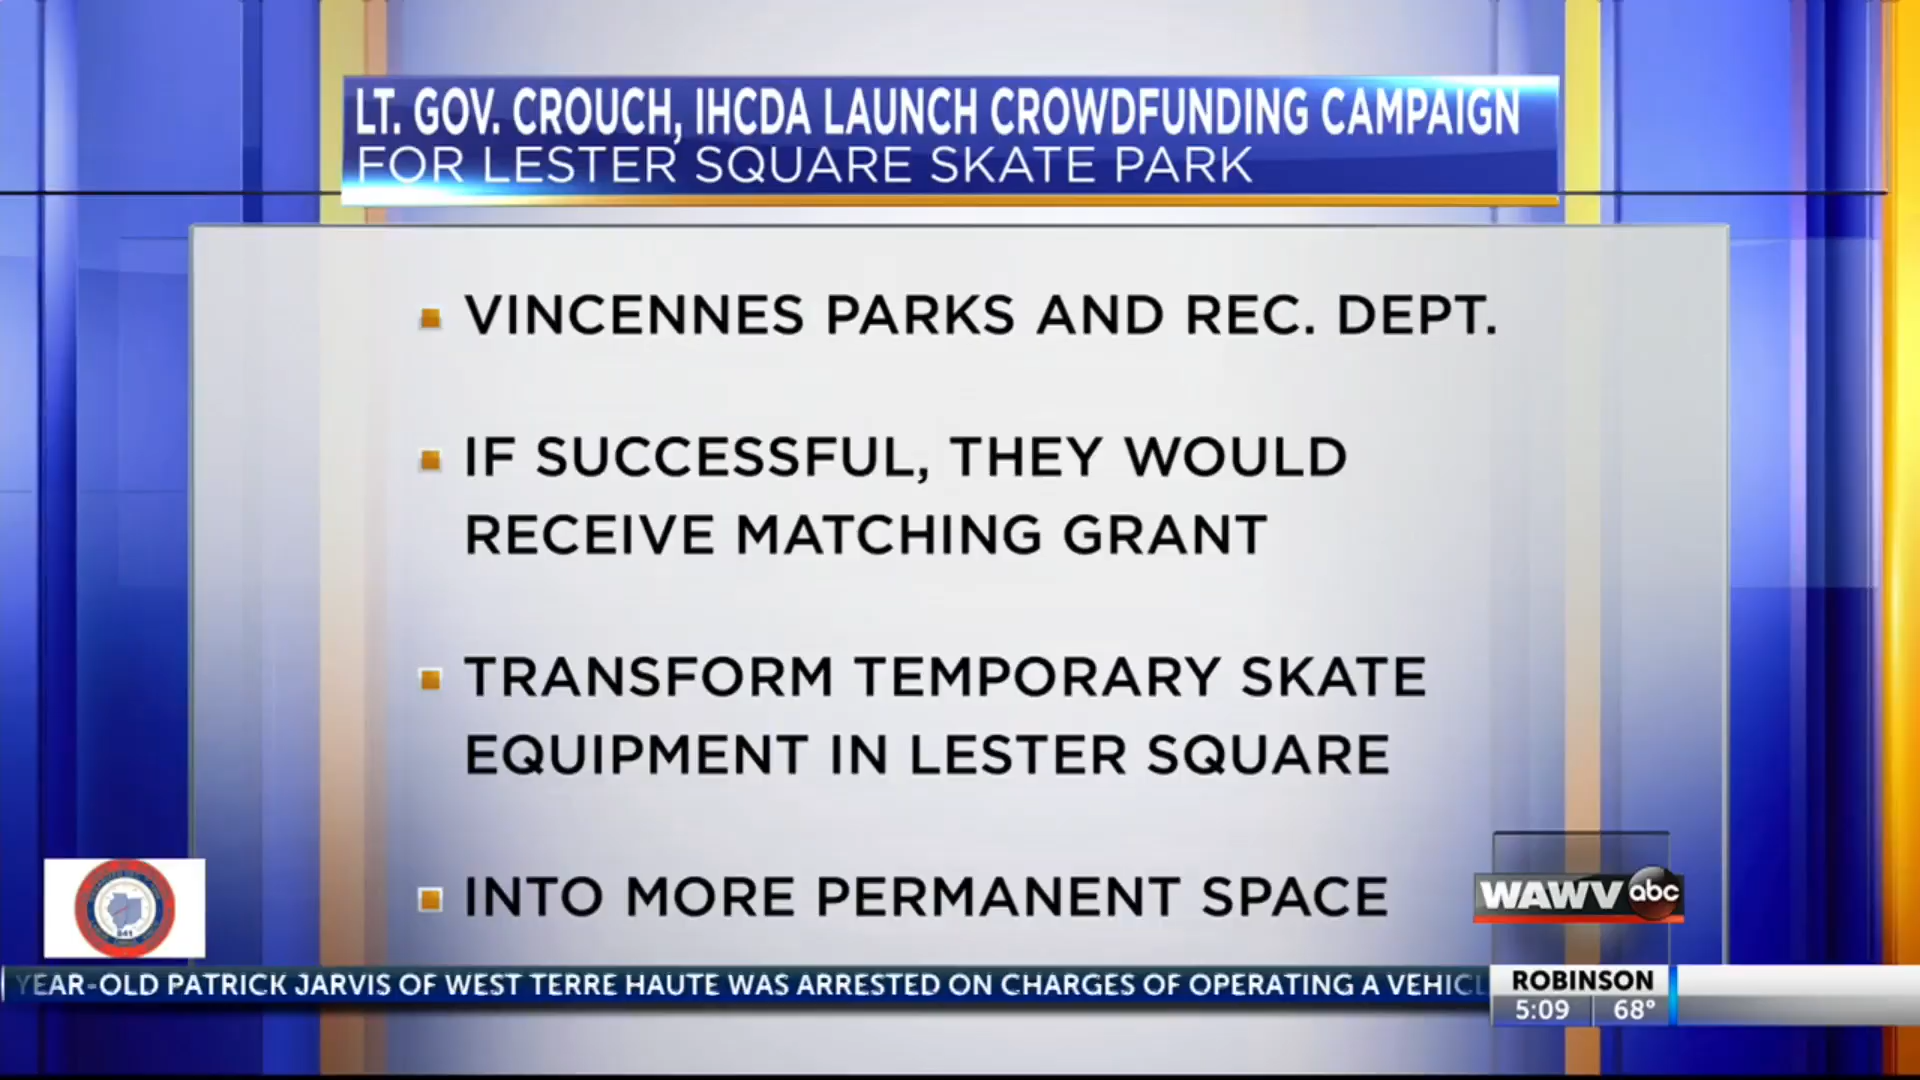 LT. GOV. CROUCH, IHCDA LAUNCH CROWDFUNDING CAMPAIGN
FOR LESTER SQUARE SKATE PARK
VINCENNES PARKS AND REC. DEPT.
IF SUCCESSFUL, THEY WOULD
RECEIVE MATCHING GRANT
TRANSFORM TEMPORARY SKATE
EQUIPMENT IN LESTER SQUARE
INTO MORE PERMANENT SPACE
841
WAWV abc
YEAR-OLD PATRICK JARVIS OF WEST TERRE HAUTE WAS ARRESTED ON CHARGES OF OPERATING A VEHICL
ROBINSON
5:09 68°